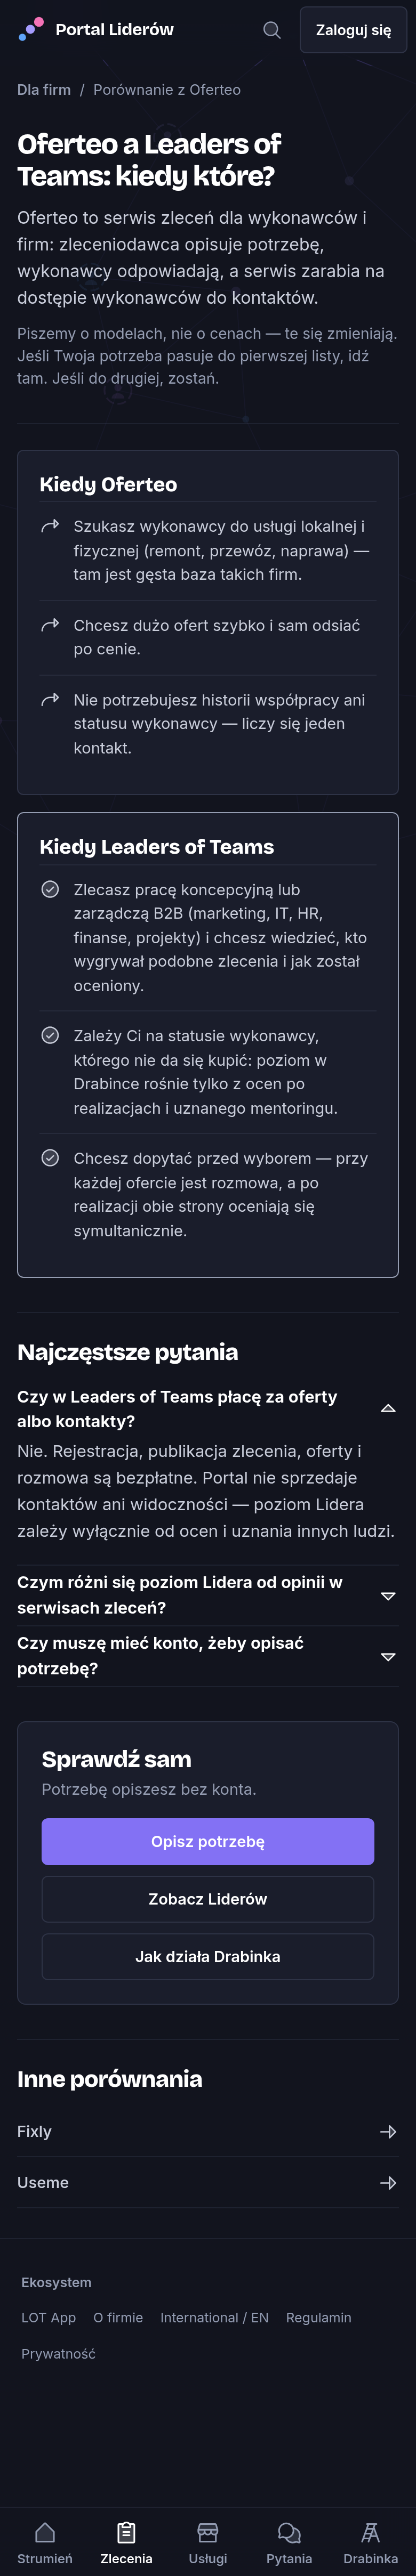 Portal Liderów
Zaloguj się
Dla firm / Porównanie z Oferteo
Oferteo a Leaders of
Teams: kiedy które?
Oferteo to serwis zleceń dla wykonawców i
firm: zleceniodawca opisuje potrzebę,
wykonawcy odpowiadają, a serwis zarabia na
dostępie wykonawców do kontaktów.
Piszemy o modelach, nie o cenach — te się zmieniają.
Jeśli Twoja potrzeba pasuje do pierwszej listy, idź
tam. Jeśli do drugiej, zostań.
Kiedy Oferteo
Szukasz wykonawcy do usługi lokalnej i
fizycznej (remont, przewóz, naprawa) —
tam jest gęsta baza takich firm.
Chcesz dużo ofert szybko i sam odsiać
po cenie.
Nie potrzebujesz historii współpracy ani
statusu wykonawcy — liczy się jeden
kontakt.
Kiedy Leaders of Teams
Zlecasz pracę koncepcyjną lub
zarządczą B2B (marketing, IT, HR,
finanse, projekty) i chcesz wiedzieć, kto
wygrywał podobne zlecenia i jak został
oceniony.
Zależy Ci na statusie wykonawcy,
którego nie da się kupić: poziom w
Drabince rośnie tylko z ocen po
realizacjach i uznanego mentoringu.
Chcesz dopytać przed wyborem — przy
każdej ofercie jest rozmowa, a po
realizacji obie strony oceniają się
symultanicznie.
Najczęstsze pytania
Czy w Leaders of Teams płacę za oferty
albo kontakty?
Nie. Rejestracja, publikacja zlecenia, oferty i
rozmowa są bezpłatne. Portal nie sprzedaje
kontaktów ani widoczności — poziom Lidera
zależy wyłącznie od ocen i uznania innych ludzi.
Czym różni się poziom Lidera od opinii w
serwisach zleceń?
Czy muszę mieć konto, żeby opisać
potrzebę?
Sprawdź sam
Potrzebę opiszesz bez konta.
Opisz potrzebę
Zobacz Liderów
Jak działa Drabinka
Inne porównania
Fixly
Useme
Ekosystem
LOT App O firmie International / EN Regulamin
Prywatność
Strumień Zlecenia Usługi Pytania Drabinka